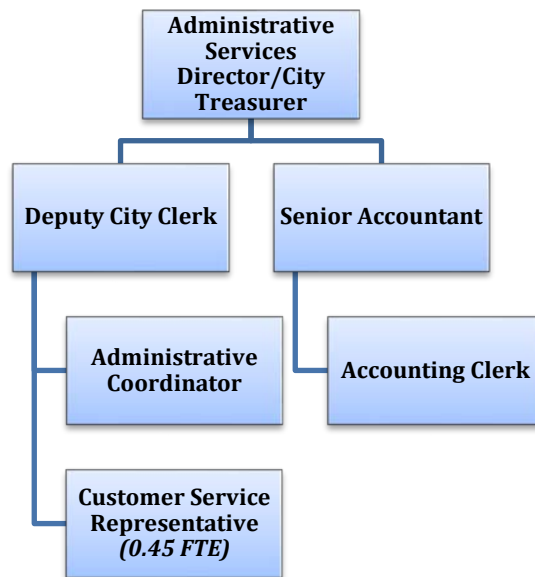 Administrative
Services
Director/City
Treasurer
Deputy City Clerk
Senior Accountant
Administrative
Coordinator
Accounting Clerk
Customer Service
Representative
(0.45 FTE)